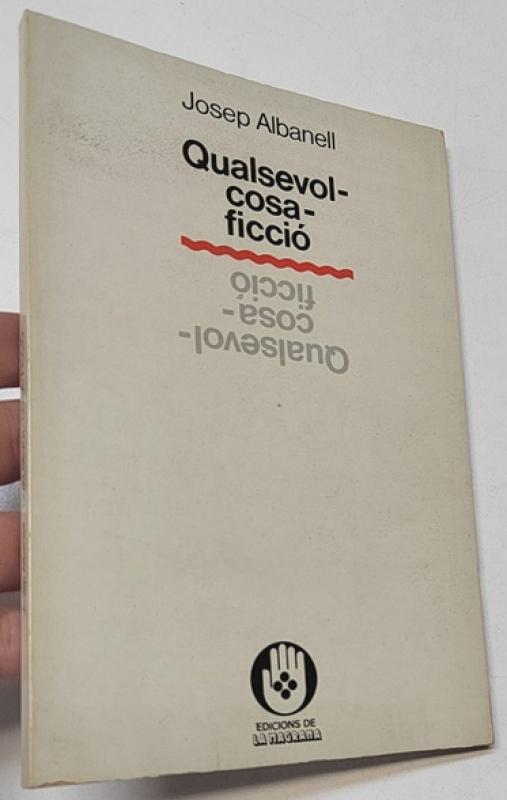 Josep Albanell
Qualsevol-
cosa-
ficció
Qualsevol-
cosa-
ficció
EDICIONS DE
LA MAGRANA